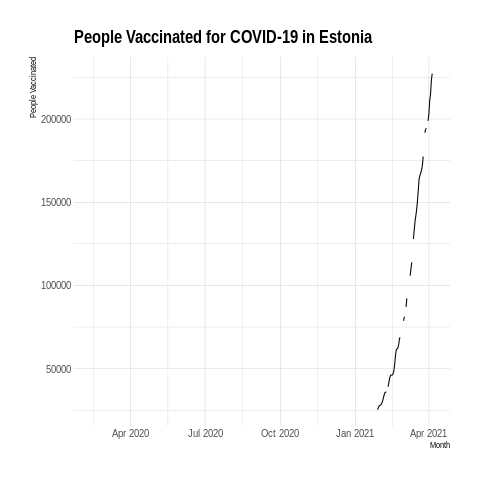 People Vaccinated for COVID-19 in Estonia
People Vaccinated
200000
150000
100000
50000
Apr 2020 Jul 2020 Oct 2020 Jan 2021 Apr 2021
Month